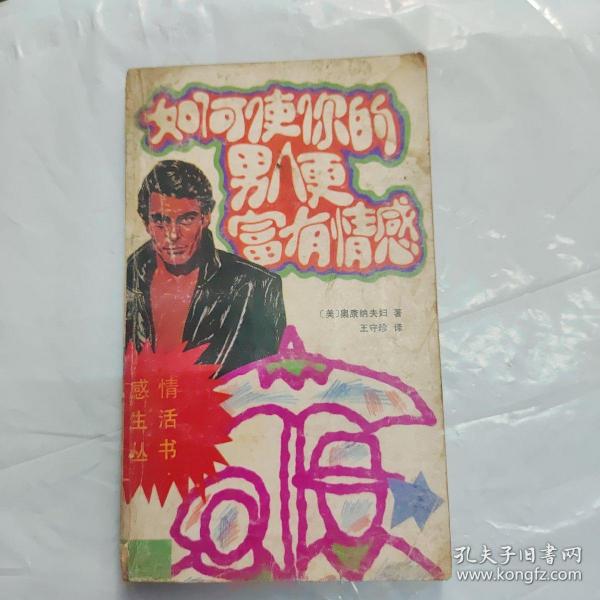 如何使你的
男人更
富有情感
〔美〕奥康纳夫妇 著
王守珍 译
情感
生活
丛书
孔夫子旧书网
www.kongfz.com